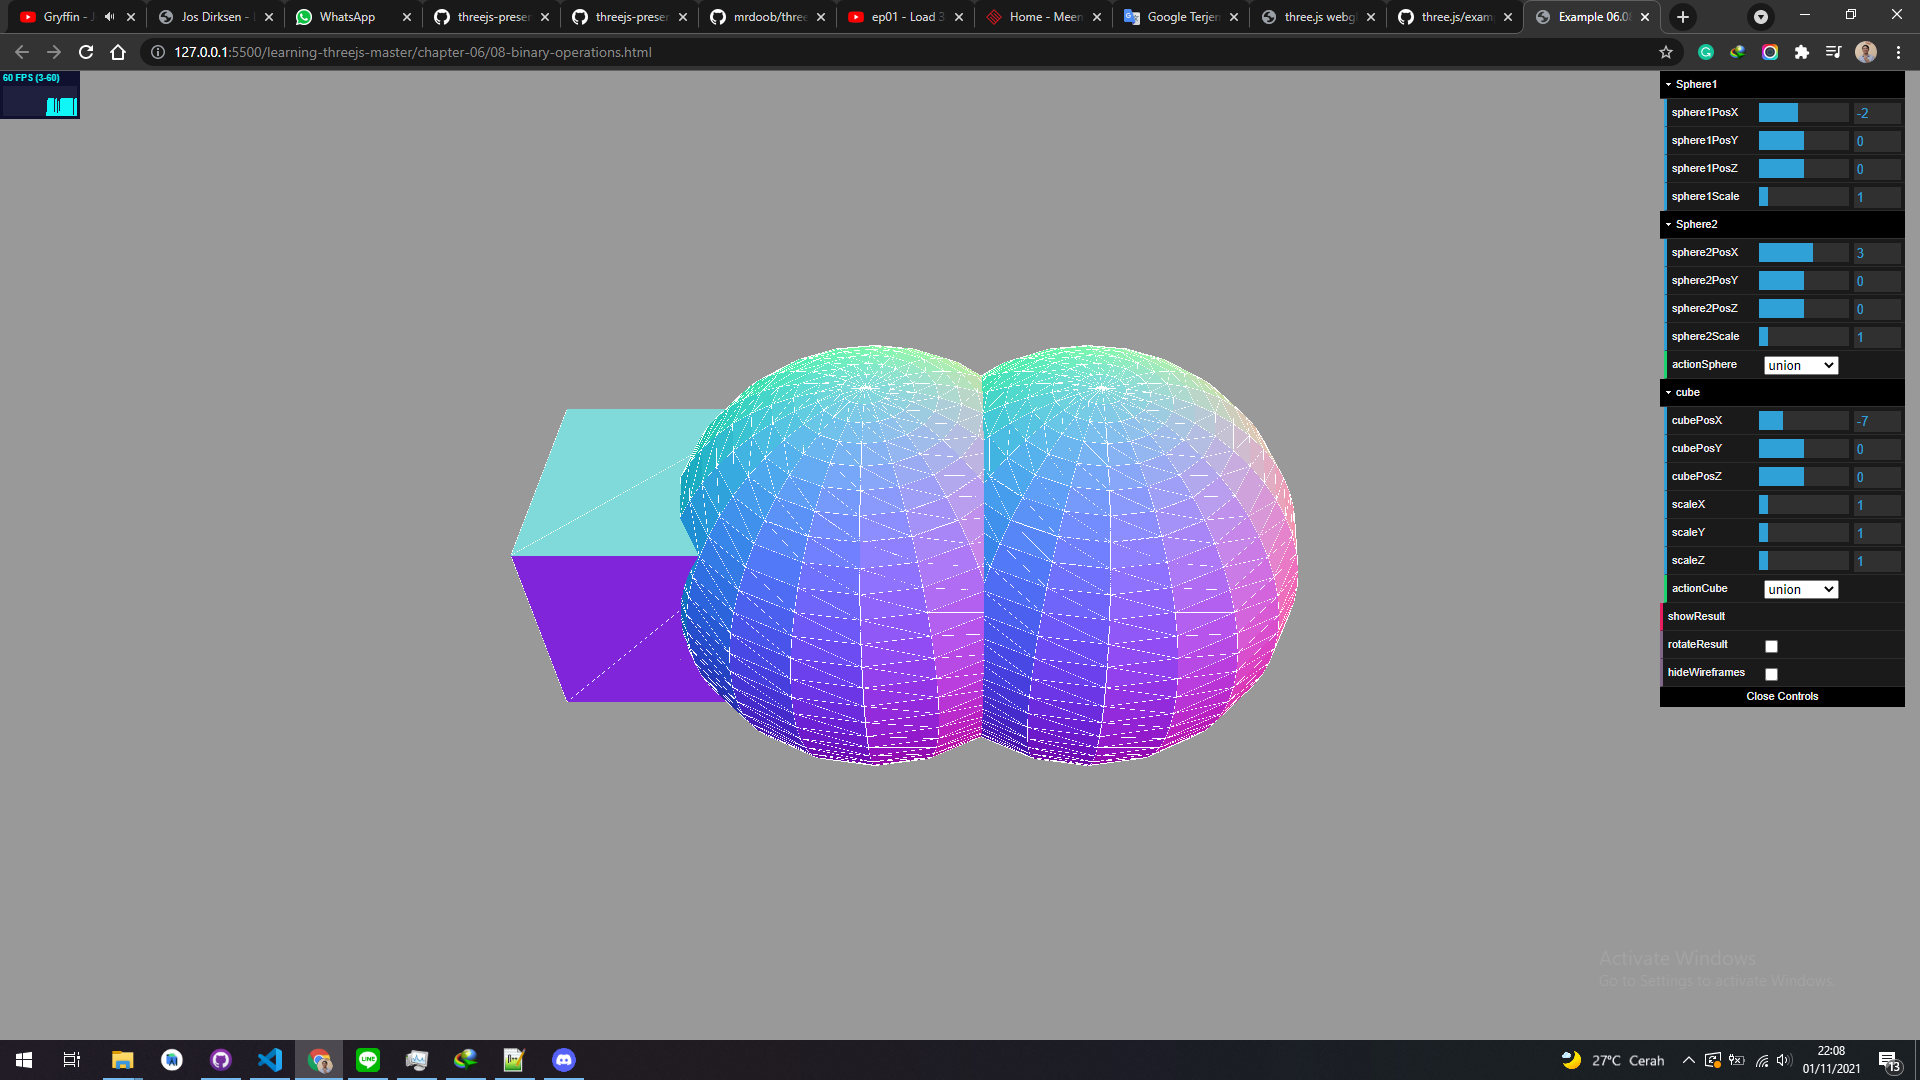 Gryffin - J
Jos Dirksen - L
WhatsApp
threejs-preser
threejs-preser
mrdoob/three
ep01 - Load 3
Home - Meen
Google Terjem
three.js webgl
three.js/examp
Example 06.08
127.0.0.1:5500/learning-threejs-master/chapter-06/08-binary-operations.html
60 FPS (3-60)
Sphere1
sphere1PosX -2
sphere1PosY 0
sphere1PosZ 0
sphere1Scale 1
Sphere2
sphere2PosX 3
sphere2PosY 0
sphere2PosZ 0
sphere2Scale 1
actionSphere union
cube
cubePosX -7
cubePosY 0
cubePosZ 0
scaleX 1
scaleY 1
scaleZ 1
actionCube union
showResult
rotateResult
hideWireframes
Close Controls
Activate Windows
Go to Settings to activate Windows.
27°C Cerah
22:08
01/11/2021
13